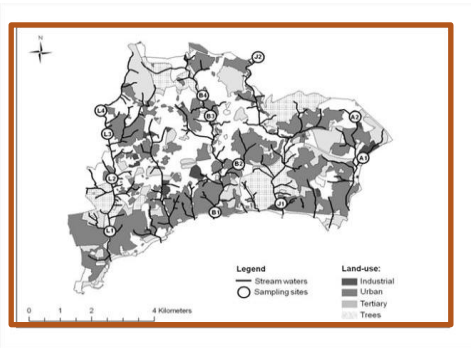 N
J2
B4
L4
B3
A2
L3
A1
B2
L2
J1
B1
L1
Legend
Stream waters
Sampling sites
Land-use:
Industrial
Urban
Tertiary
Trees
0 1 2 4 Kilometers